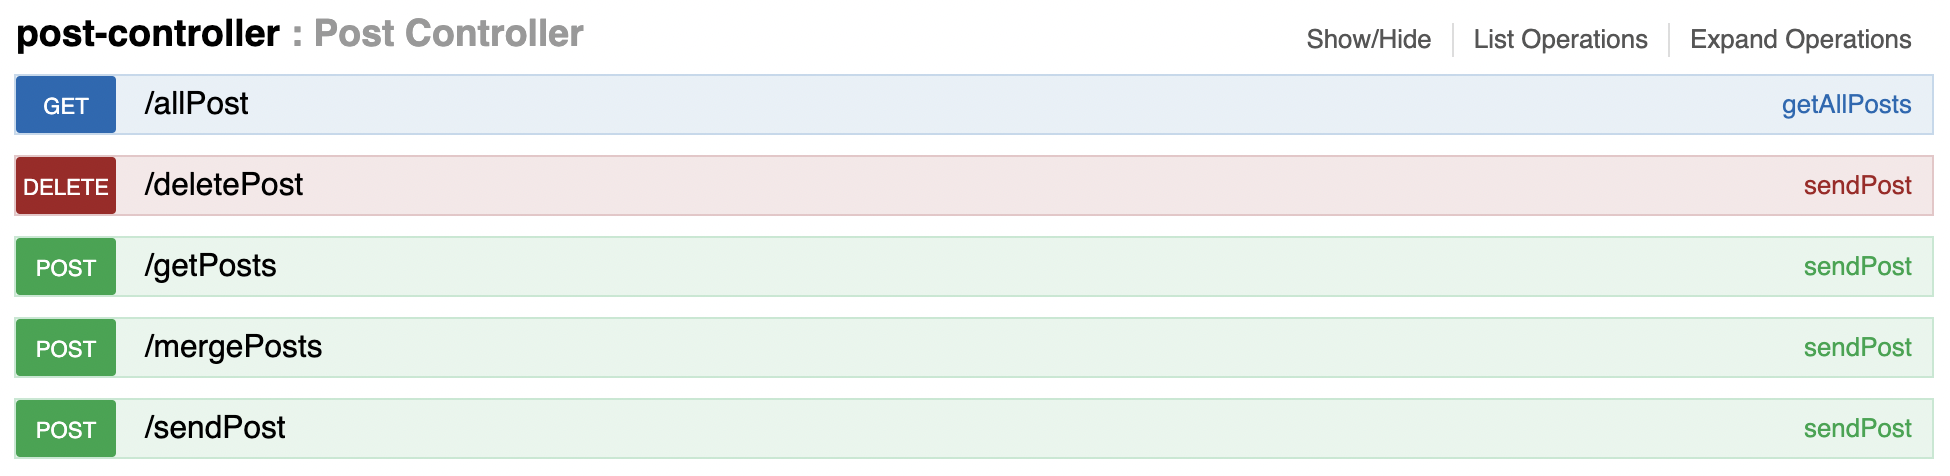 post-controller : Post Controller
Show/Hide
List Operations
Expand Operations
GET /allPost getAllPosts
DELETE /deletePost sendPost
POST /getPosts sendPost
POST /mergePosts sendPost
POST /sendPost sendPost